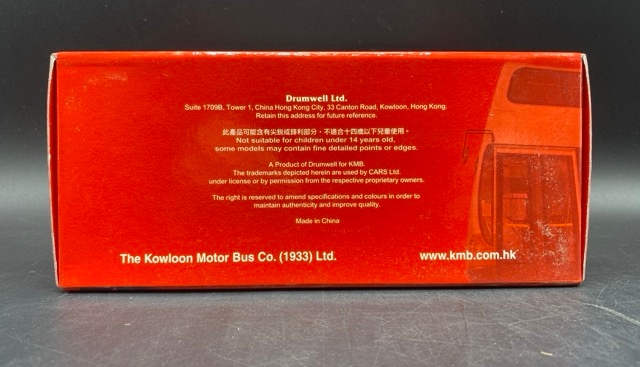 Drumwell Ltd.
Suite 1709B, Tower 1, China Hong Kong City, 33 Canton Road, Kowloon, Hong Kong.
Retain this address for future reference.
此產品可能含有尖銳或鋒利部分，不適合十四歲以下兒童使用。
Not suitable for children under 14 years old,
some models may contain fine detailed points or edges.
A Product of Drumwell for KMB.
The trademarks depicted herein are used by CARS Ltd.
under license or by permission from the respective proprietary owners.
The right is reserved to amend specifications and colours in order to
maintain authenticity and improve quality.
Made in China
The Kowloon Motor Bus Co. (1933) Ltd.
www.kmb.com.hk